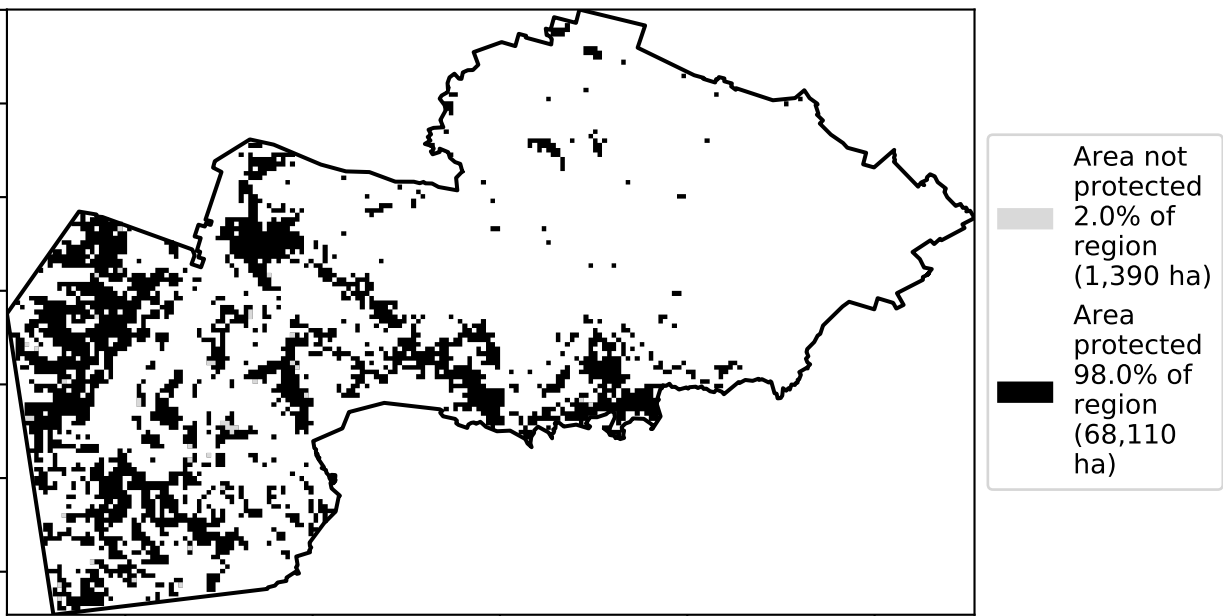 Area not
protected
2.0% of
region
(1,390 ha)
Area
protected
98.0% of
region
(68,110
ha)